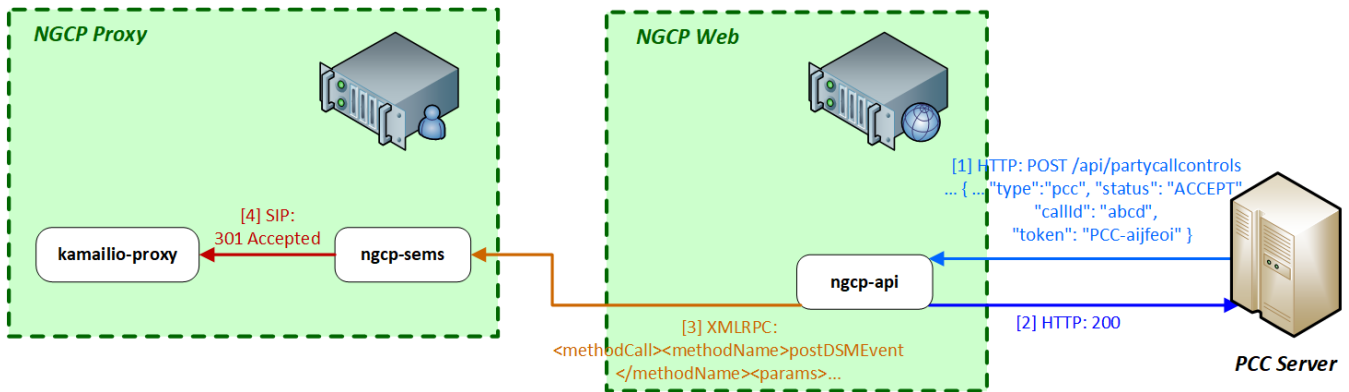 NGCP Proxy
NGCP Web
[1] HTTP: POST /api/partycallcontrols
... { ... "type":"pcc", "status": "ACCEPT"
"callId": "abcd",
"token": "PCC-aijfeoi" }
[4] SIP:
301 Accepted
kamailio-proxy
ngcp-sems
ngcp-api
[2] HTTP: 200
[3] XMLRPC:
<methodCall><methodName>postDSMEvent
</methodName><params>...
PCC Server